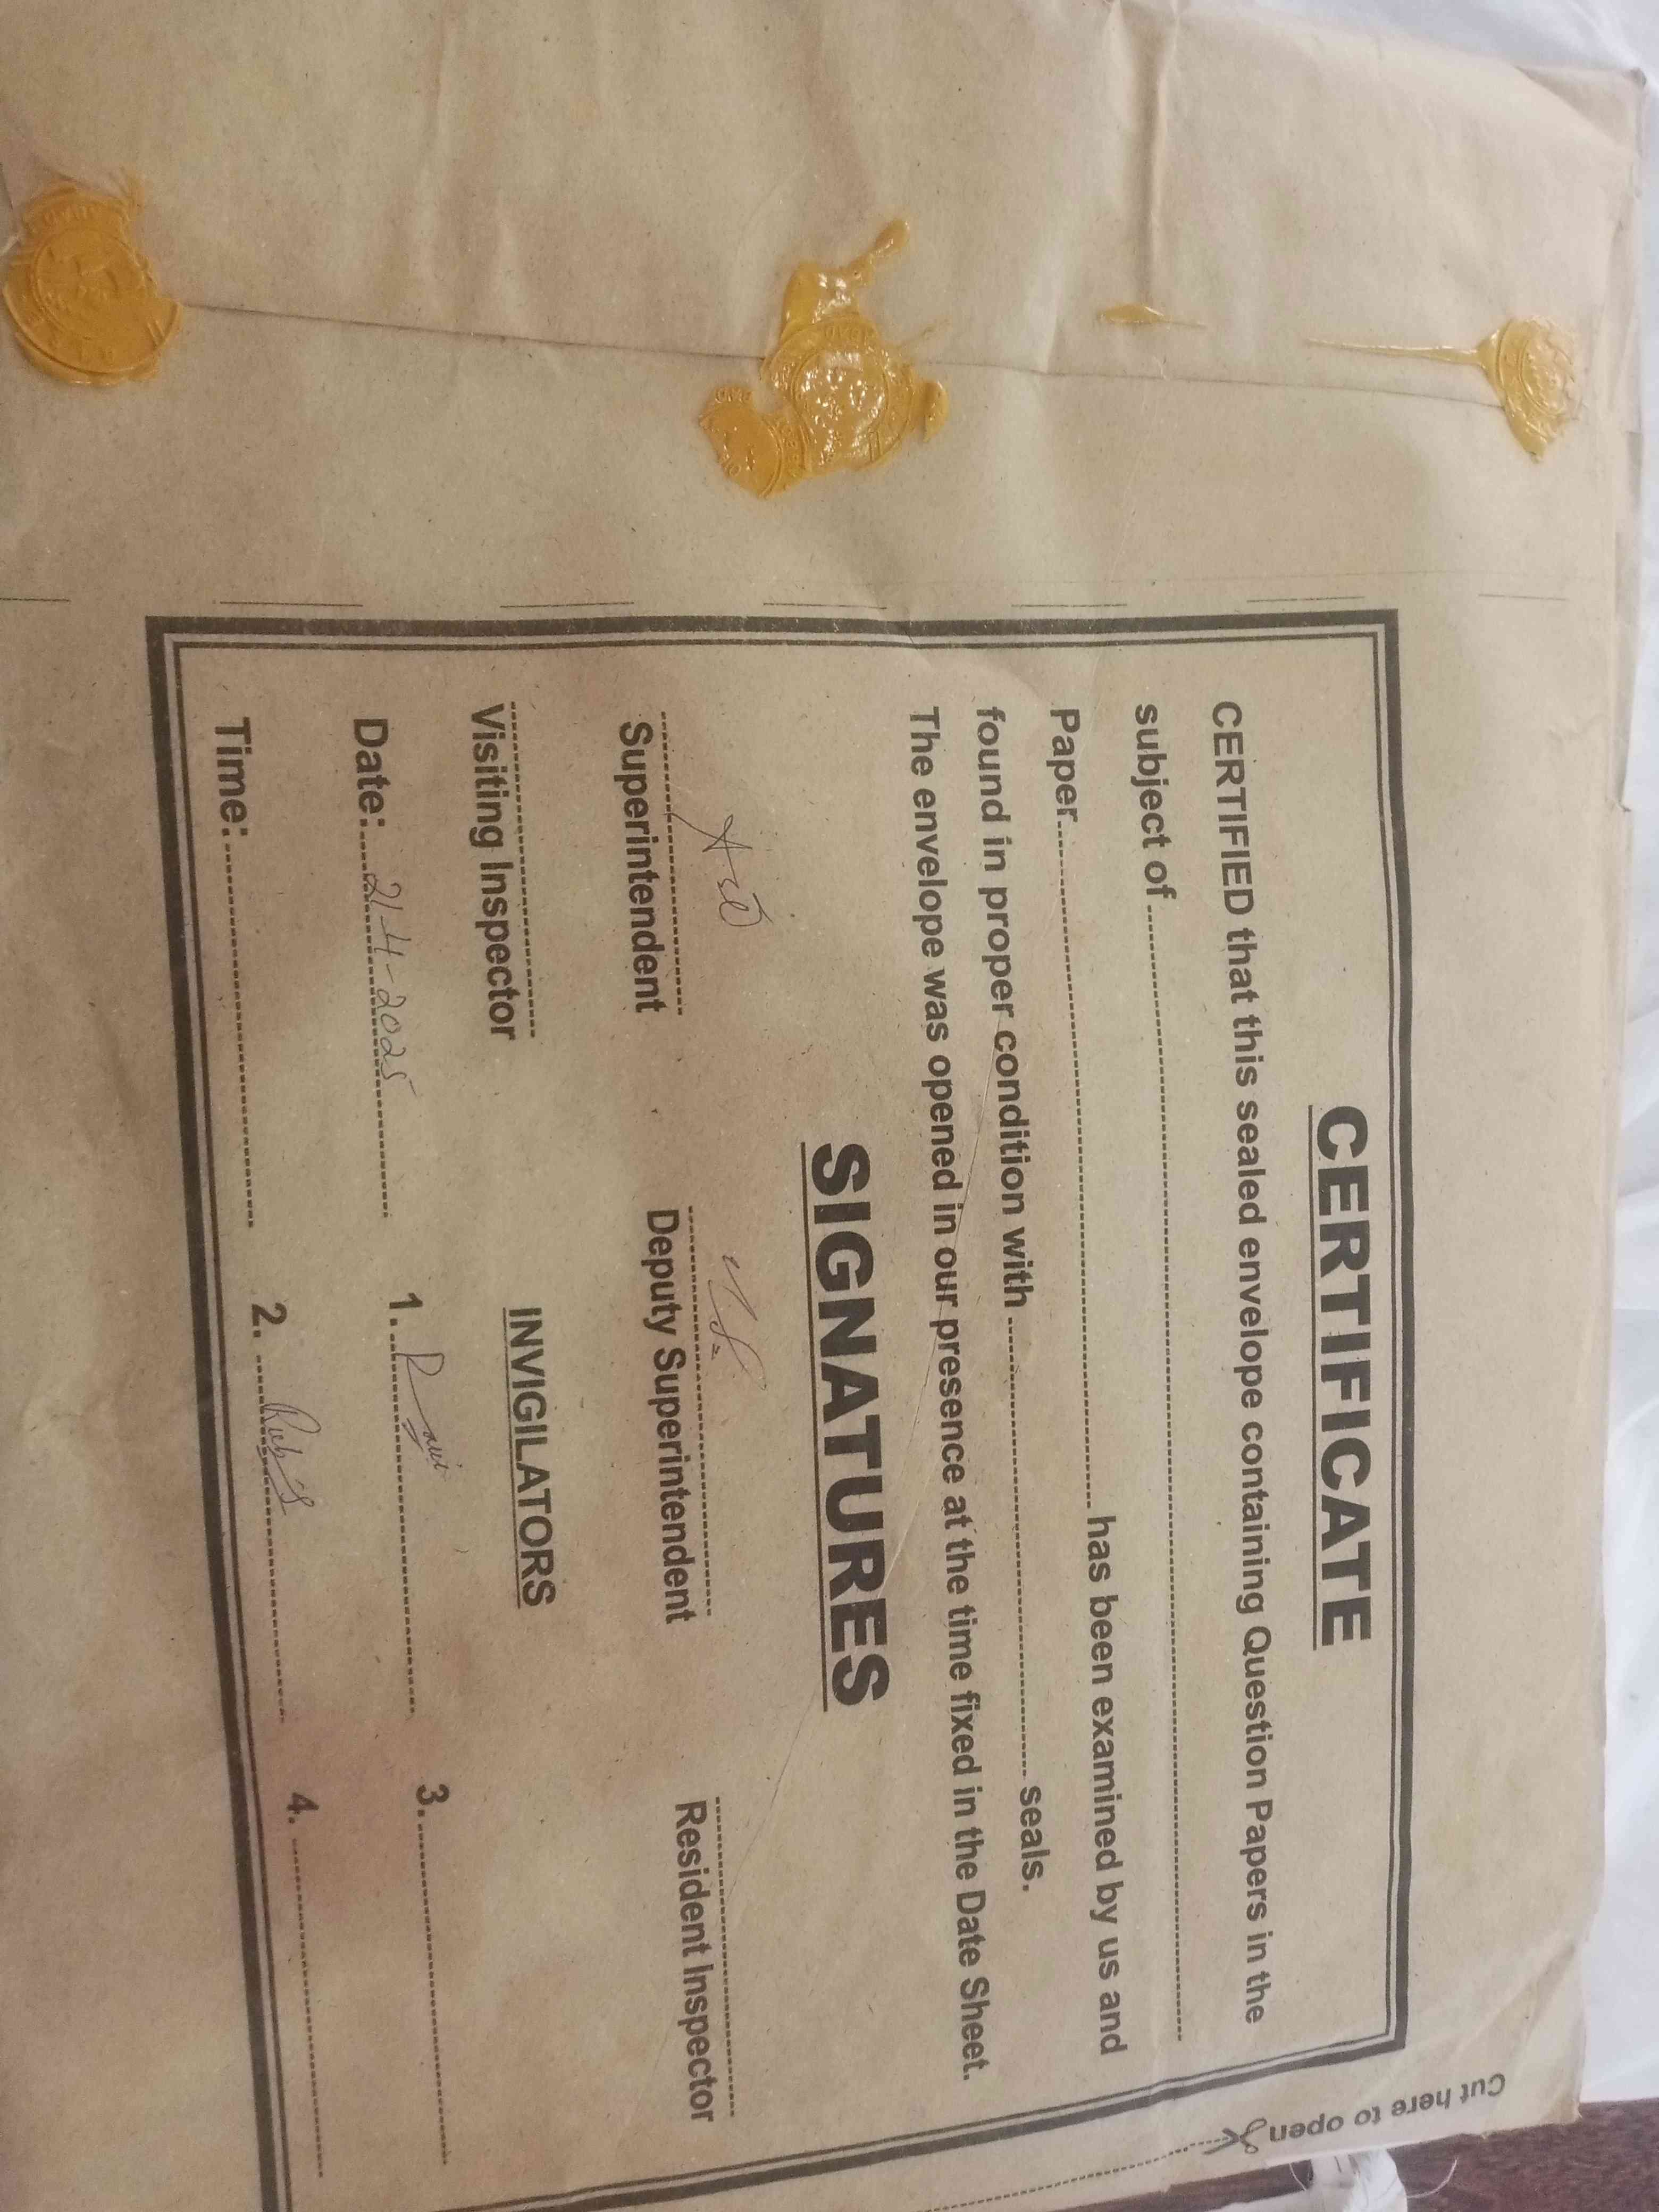 CERTIFICATE
CERTIFIED that this sealed envelope containing Question Papers in the
subject of
Paper has been examined by us and
found in proper condition with seals.
The envelope was opened in our presence at the time fixed in the Date Sheet.
SIGNATURES
Superintendent Deputy Superintendent Resident Inspector
Visiting Inspector INVIGILATORS
Date: 21-4-2025 1. 3.
Time: 2. 4.
Cut here to open